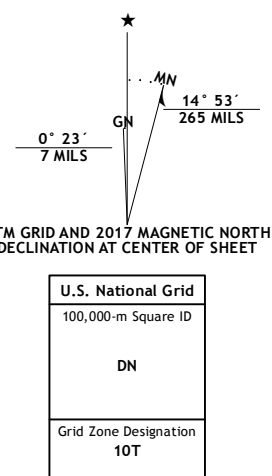 MN
GN
0° 23´
7 MILS
14° 53´
265 MILS
TM GRID AND 2017 MAGNETIC NORTH
DECLINATION AT CENTER OF SHEET
U.S. National Grid
100,000-m Square ID
DN
Grid Zone Designation
10T